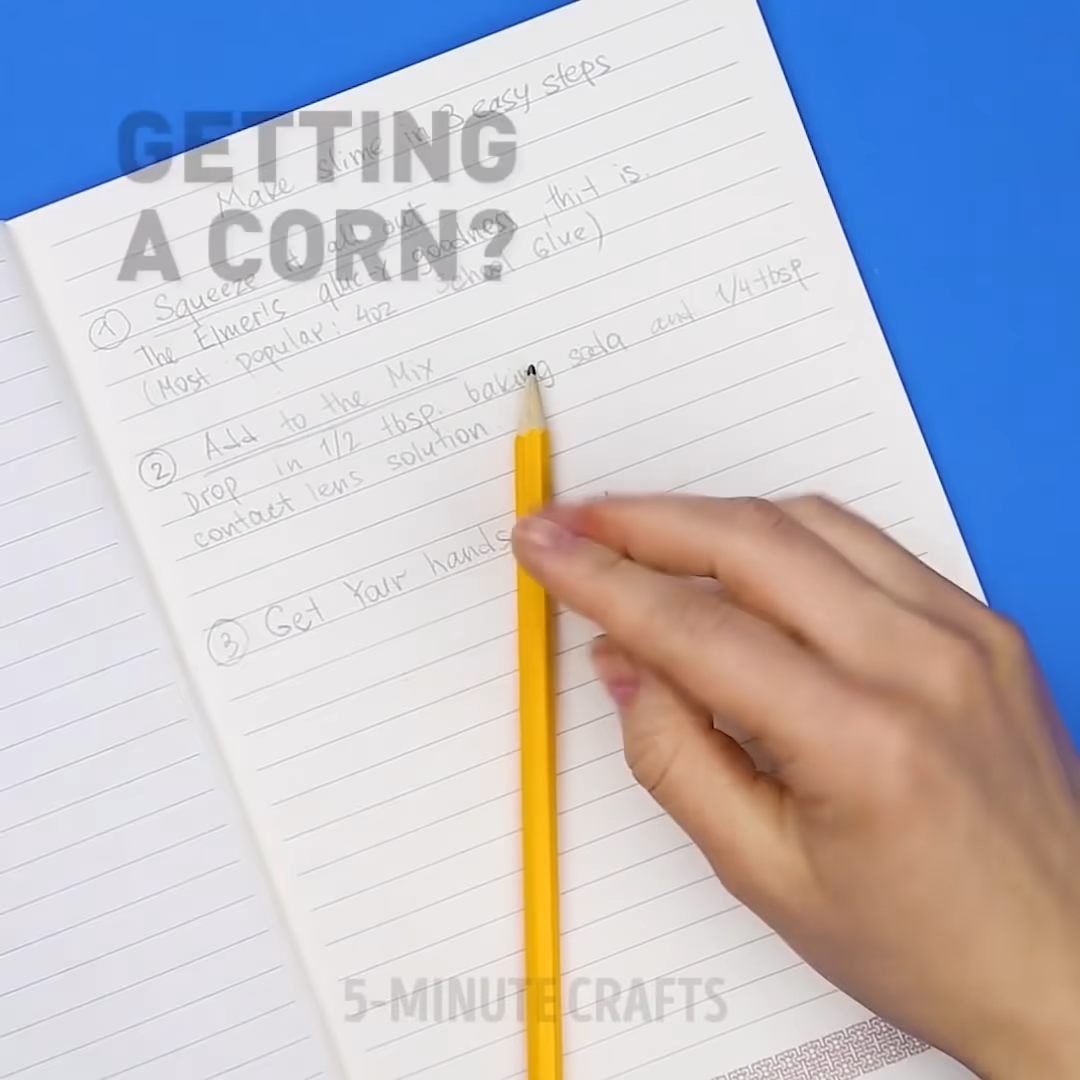 GETTING
A CORN?
Make slime in 3 easy steps
① Squeeze it all out
The Elmer's gluey goodness thit is.
(Most popular: 4oz School Glue)
② Add to the Mix
Drop in 1/2 tbsp. baking soda and 1/4 tbsp
contact lens solution.
③ Get Your hands
5-MINUTE CRAFTS